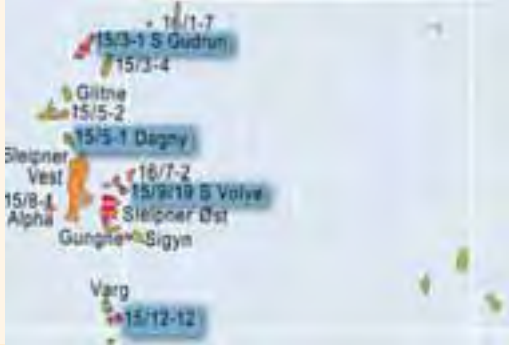 16/1-7
15/3-1 S Gudrun
15/3-4
Glitne
15/5-2
15/5-1 Dagny
Sleipner
Vest
16/7-2
15/9/19 S Volve
15/8-4
Alpha
Sleipner Øst
Gungne
Sigyn
Varg
15/12-12